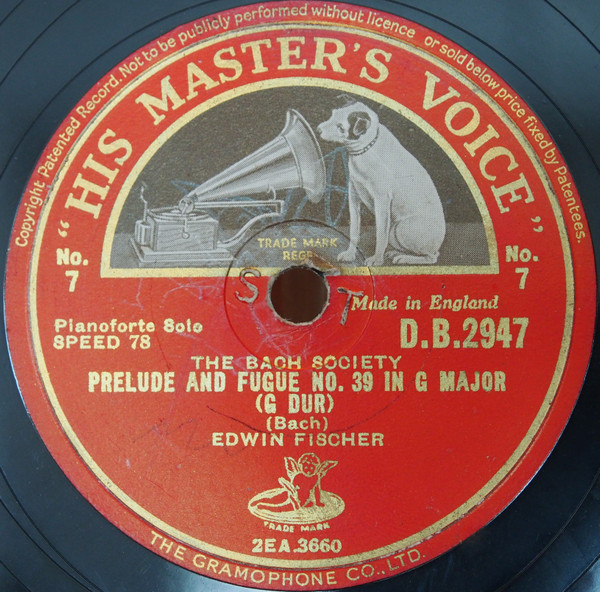 Copyright Patented Record. Not to be publicly performed without licence or sold below price fixed by Patentees.
"HIS MASTER'S VOICE"
TRADE MARK
REGD
No.
7
No.
7
S T
Made in England
Pianoforte Solo
SPEED 78
D.B.2947
THE BACH SOCIETY
PRELUDE AND FUGUE NO. 39 IN G MAJOR
(G DUR)
(Bach)
EDWIN FISCHER
TRADE MARK
2EA.3660
THE GRAMOPHONE CO., LTD.